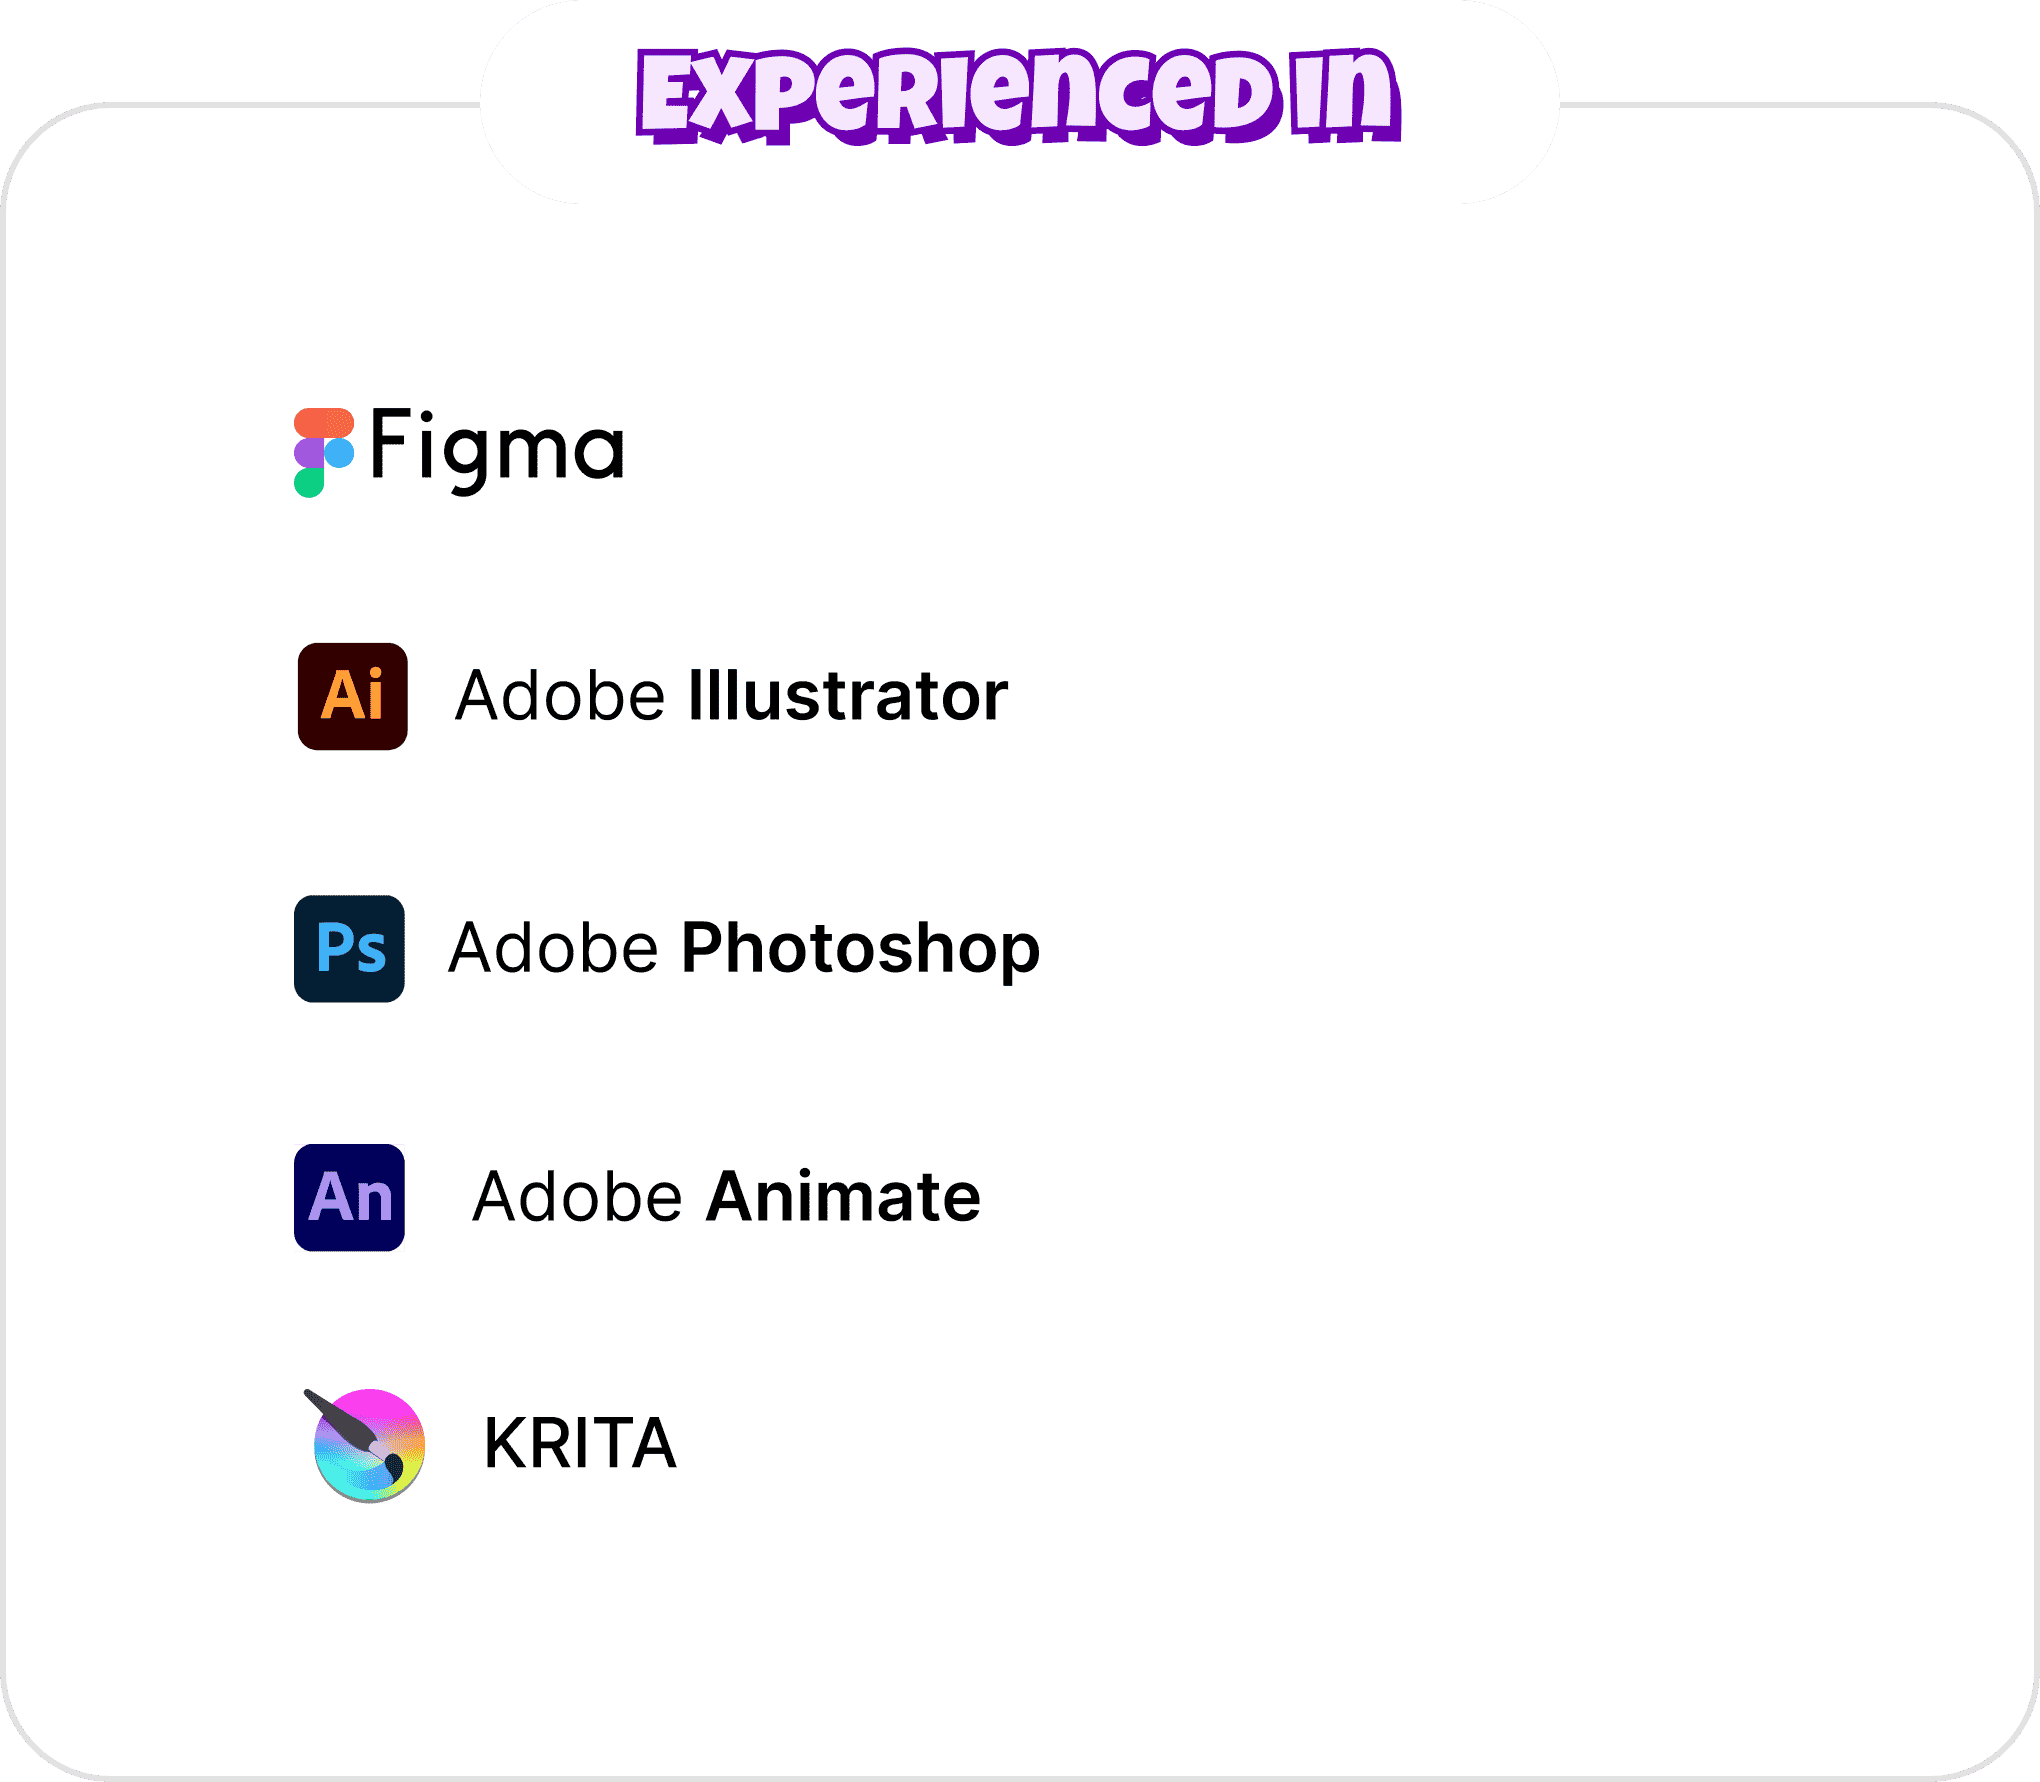 Experienced in
Figma
Ai Adobe Illustrator
Ps Adobe Photoshop
An Adobe Animate
KRITA